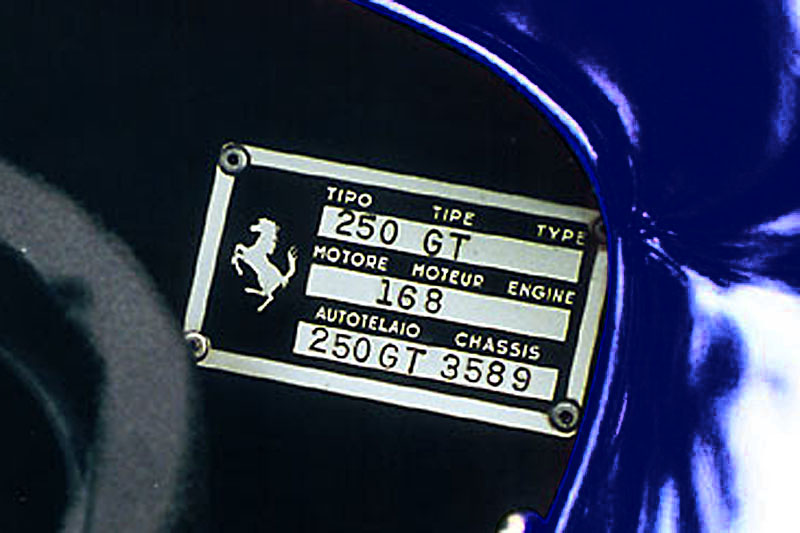 TIPO TIPE TYPE
250 GT
MOTORE MOTEUR ENGINE
168
AUTOTELAIO CHASSIS
250GT 3589